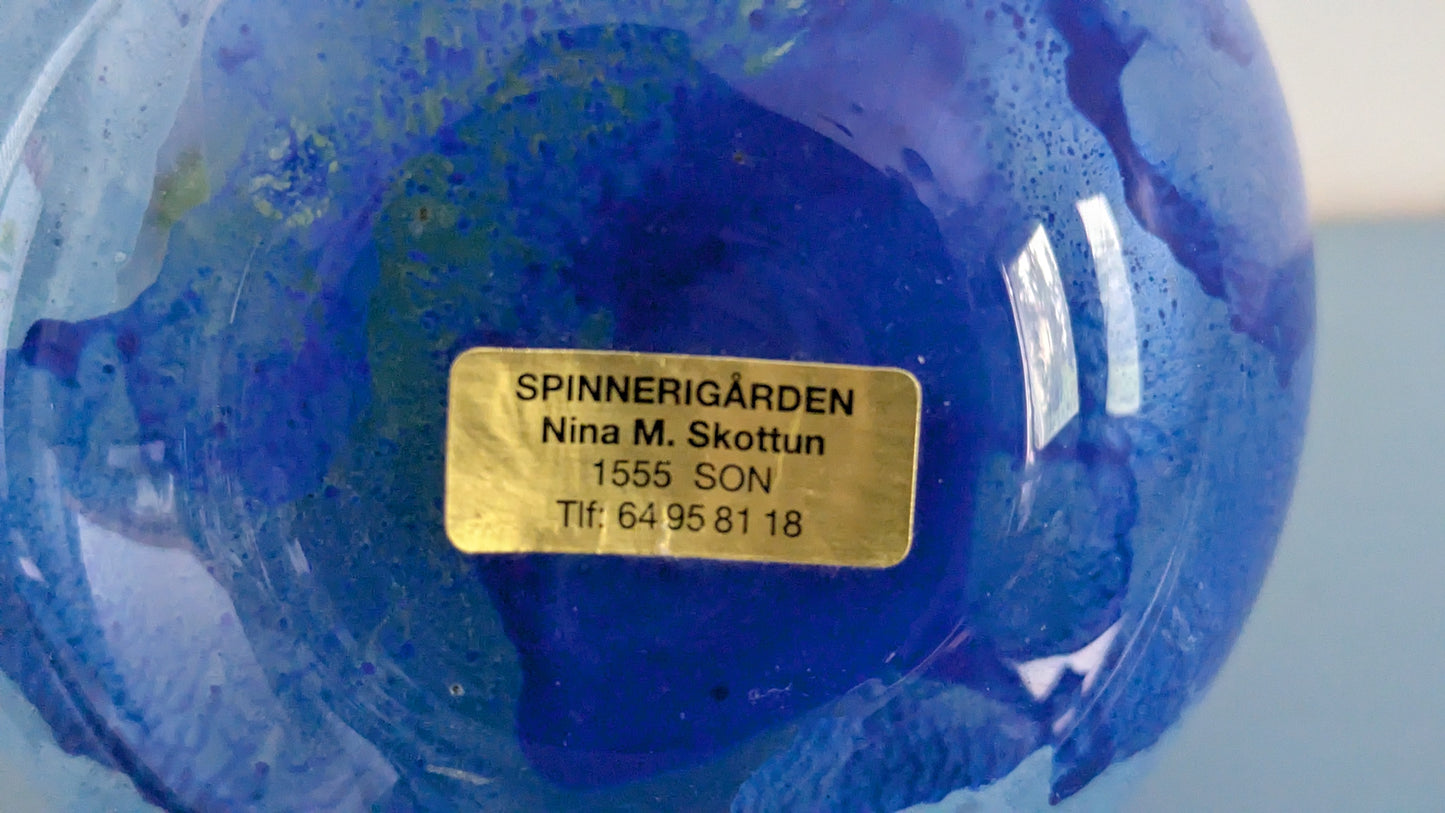 SPINNERIGÅRDEN
Nina M. Skottun
1555 SON
Tlf: 64 95 81 18